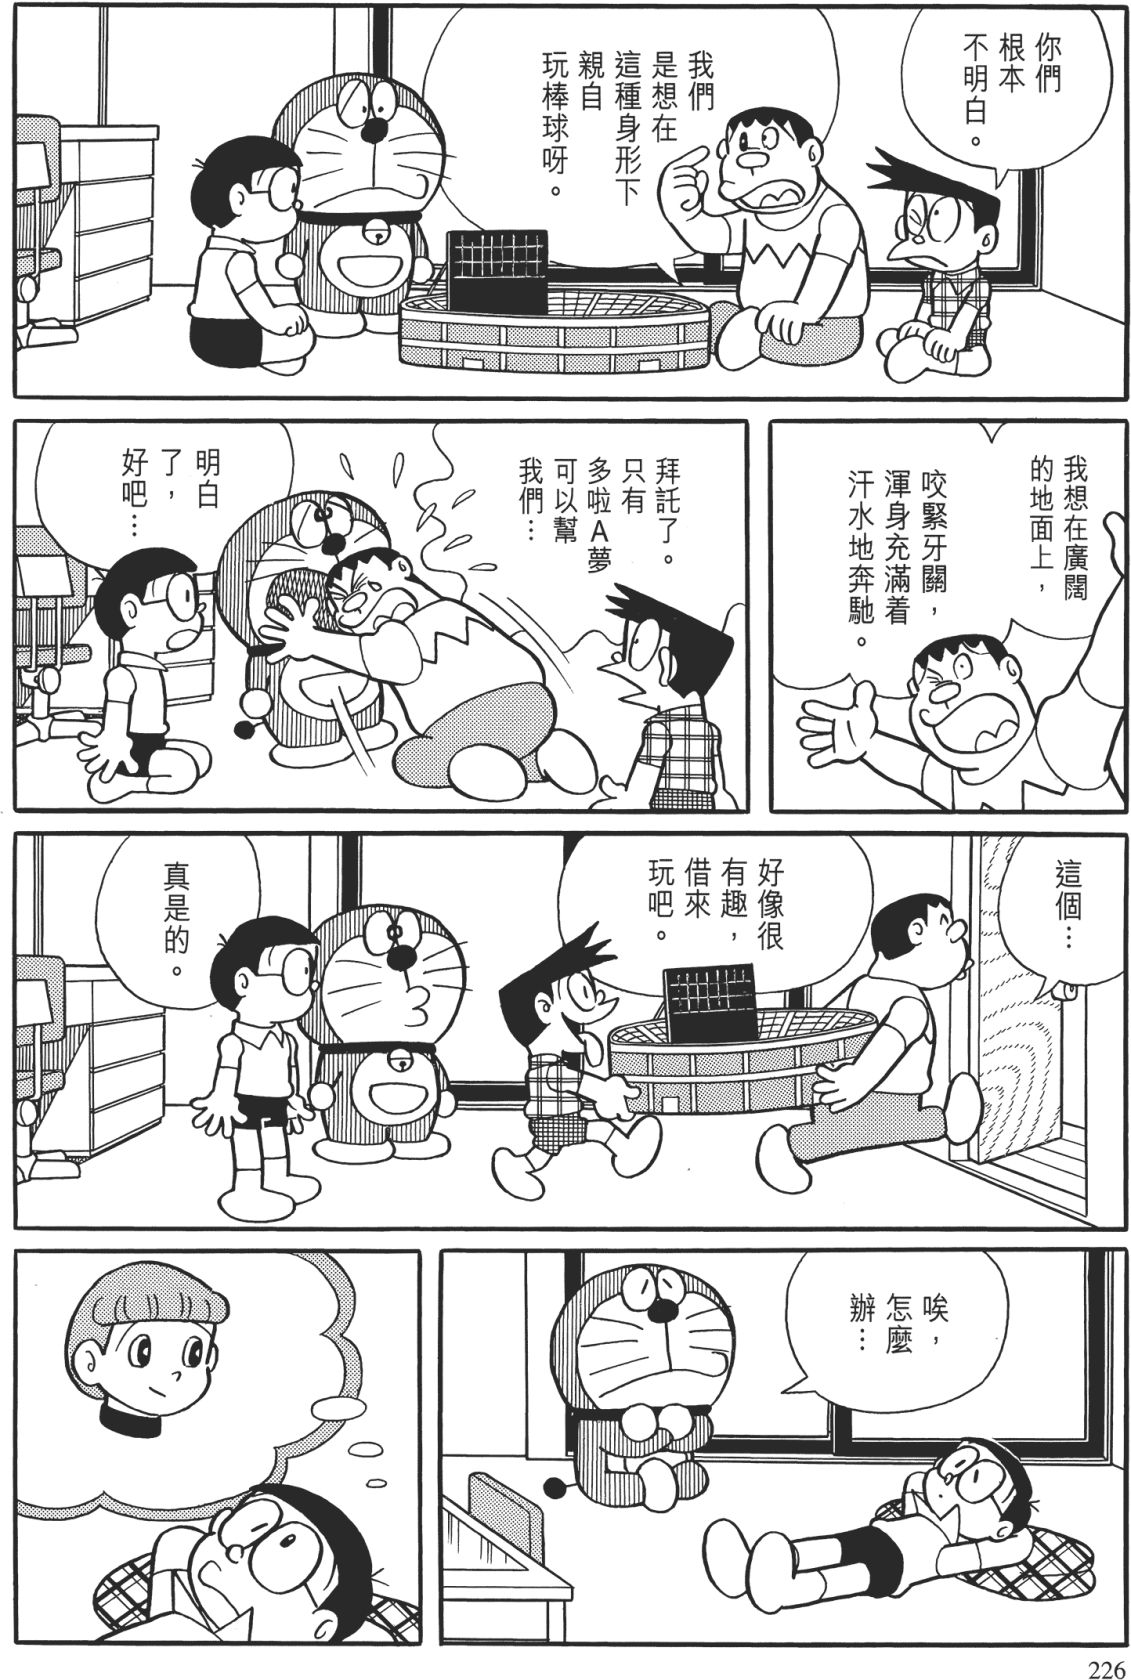 你們
根本
不明白。
我們
是想在
這種身形下
親自
玩棒球呀。
我想在廣闊
的地面上，
咬緊牙關，
渾身充滿着
汗水地奔馳。
拜託了。
只有
多啦A夢
可以幫
我們…
明白
了，
好吧…
這個…
好像很
有趣，
借來
玩吧。
真是的。
唉，
怎麼
辦…
226